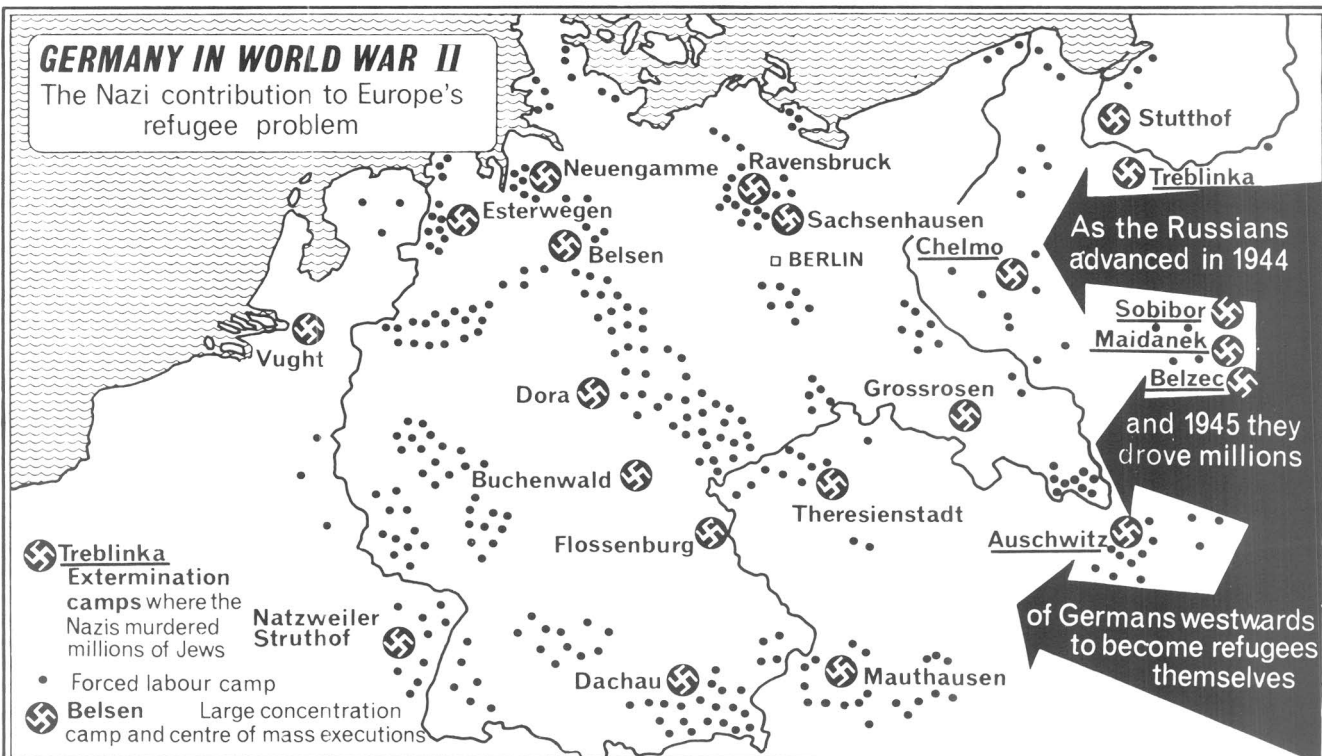 GERMANY IN WORLD WAR II
The Nazi contribution to Europe's
refugee problem
Stutthof
Neuengamme
Ravensbruck
Treblinka
Esterwegen
Sachsenhausen
Belsen
BERLIN
Chelmo
As the Russians
advanced in 1944
Sobibor
Maidanek
Belzec
Vught
Dora
Grossrosen
and 1945 they
drove millions
Buchenwald
Theresienstadt
Flossenburg
Auschwitz
Treblinka
Extermination
camps where the
Nazis murdered
millions of Jews
Natzweiler
Struthof
of Germans westwards
to become refugees
themselves
Dachau
Mauthausen
Forced labour camp
Belsen Large concentration
camp and centre of mass executions